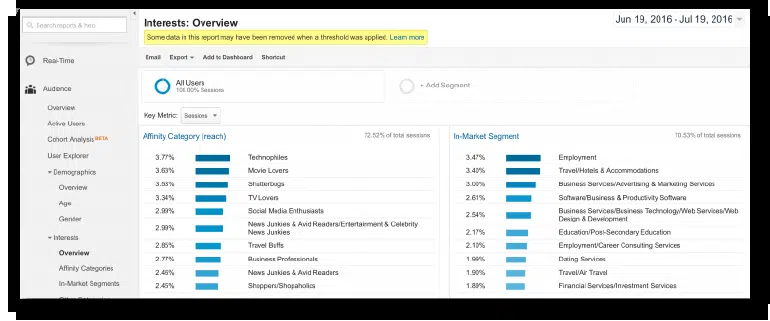 Search reports & help
Real-Time
Audience
Overview
Active Users
Cohort Analysis BETA
User Explorer
Demographics
Overview
Age
Gender
Interests
Overview
Affinity Categories
In-Market Segments
Interests: Overview
Jun 19, 2016 - Jul 19, 2016
Some data in this report may have been removed when a threshold was applied. Learn more
Email Export Add to Dashboard Shortcut
All Users
100.00% Sessions
+ Add Segment
Key Metric: Sessions
Affinity Category (reach) 72.52% of total sessions
3.77% Technophiles
3.63% Movie Lovers
Shutterbugs
3.34% TV Lovers
2.99% Social Media Enthusiasts
2.99% News Junkies & Avid Readers/Entertainment & Celebrity
News Junkies
2.85% Travel Buffs
2.77% Business Professionals
2.46% News Junkies & Avid Readers
2.45% Shoppers/Shopaholics
In-Market Segment 70.53% of total sessions
3.47% Employment
3.40% Travel/Hotels & Accommodations
3.00% Business Services/Advertising & Marketing Services
2.61% Software/Business & Productivity Software
2.54% Business Services/Business Technology/Web Services/Web
Design & Development
2.17% Education/Post-Secondary Education
2.10% Employment/Career Consulting Services
Dating Services
1.90% Travel/Air Travel
1.89% Financial Services/Investment Services